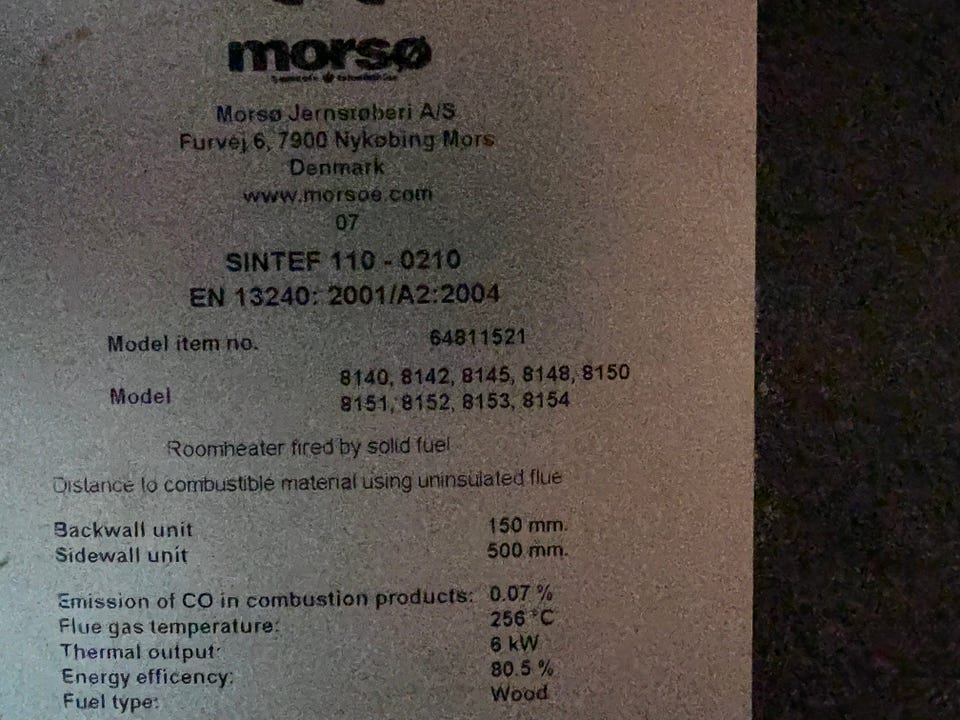 morsø
Morsø Jernstøberi A/S
Furvej 6, 7900 Nykøbing Mors
Denmark
www.morsoe.com
07
SINTEF 110 - 0210
EN 13240: 2001/A2:2004
Model item no. 64811521
Model 8140, 8142, 8145, 8148, 8150
8151, 8152, 8153, 8154
Roomheater fired by solid fuel
Distance to combustible material using uninsulated flue
Backwall unit 150 mm.
Sidewall unit 500 mm.
Emission of CO in combustion products: 0.07 %
Flue gas temperature: 256 °C
Thermal output: 6 kW
Energy efficency: 80.5 %
Fuel type: Wood